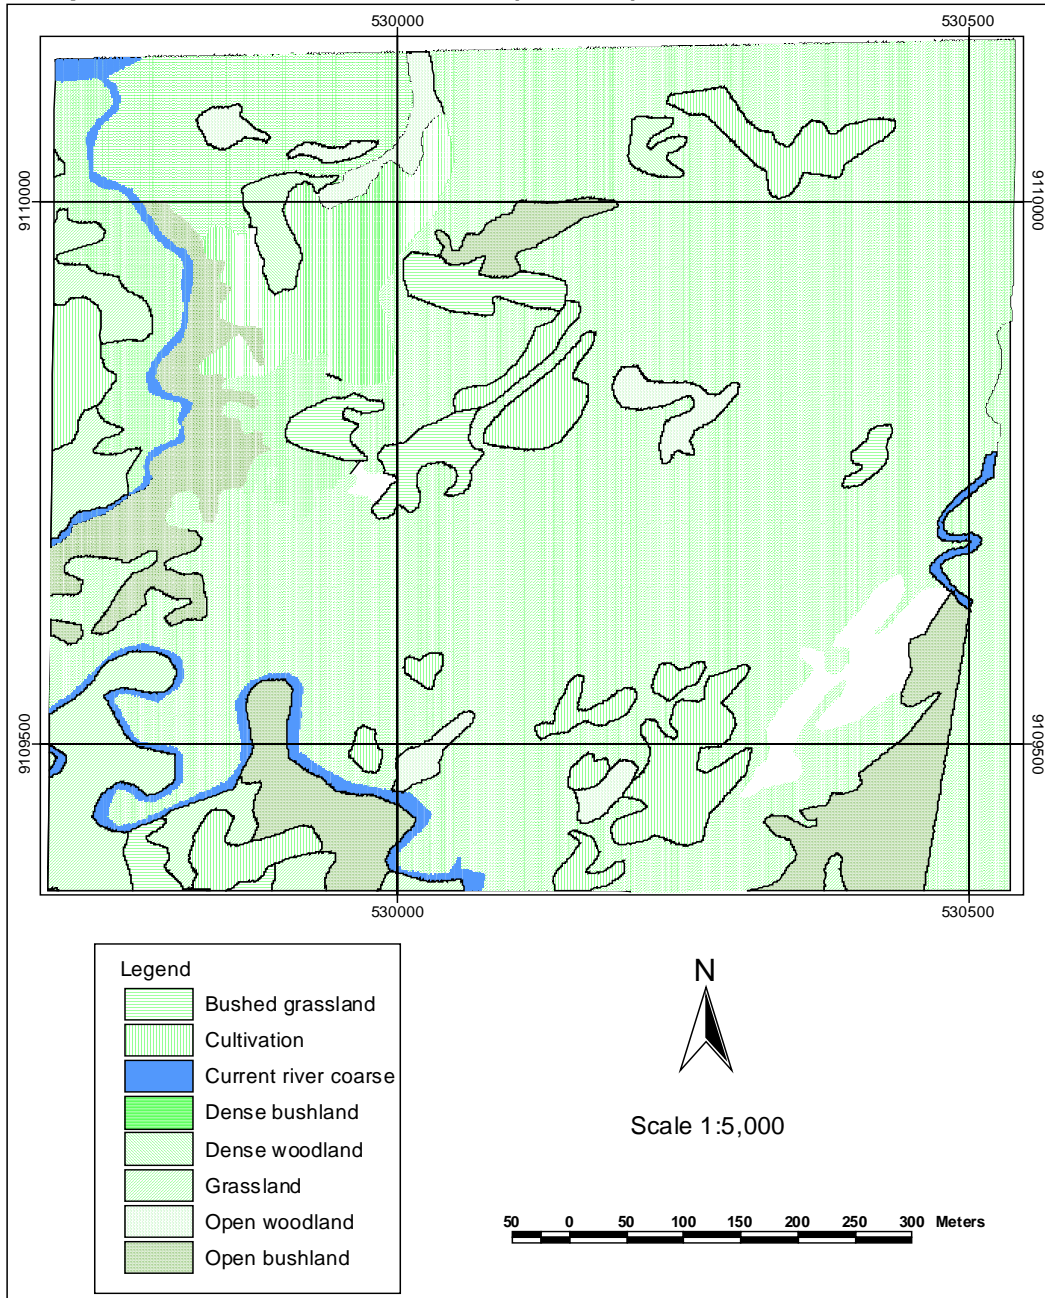 530000 530500
9110000 9110000
9109500 9109500
530000 530500
Legend
Bushed grassland
Cultivation
Current river coarse
Dense bushland
Dense woodland
Grassland
Open woodland
Open bushland
N
Scale 1:5,000
50 0 50 100 150 200 250 300 Meters